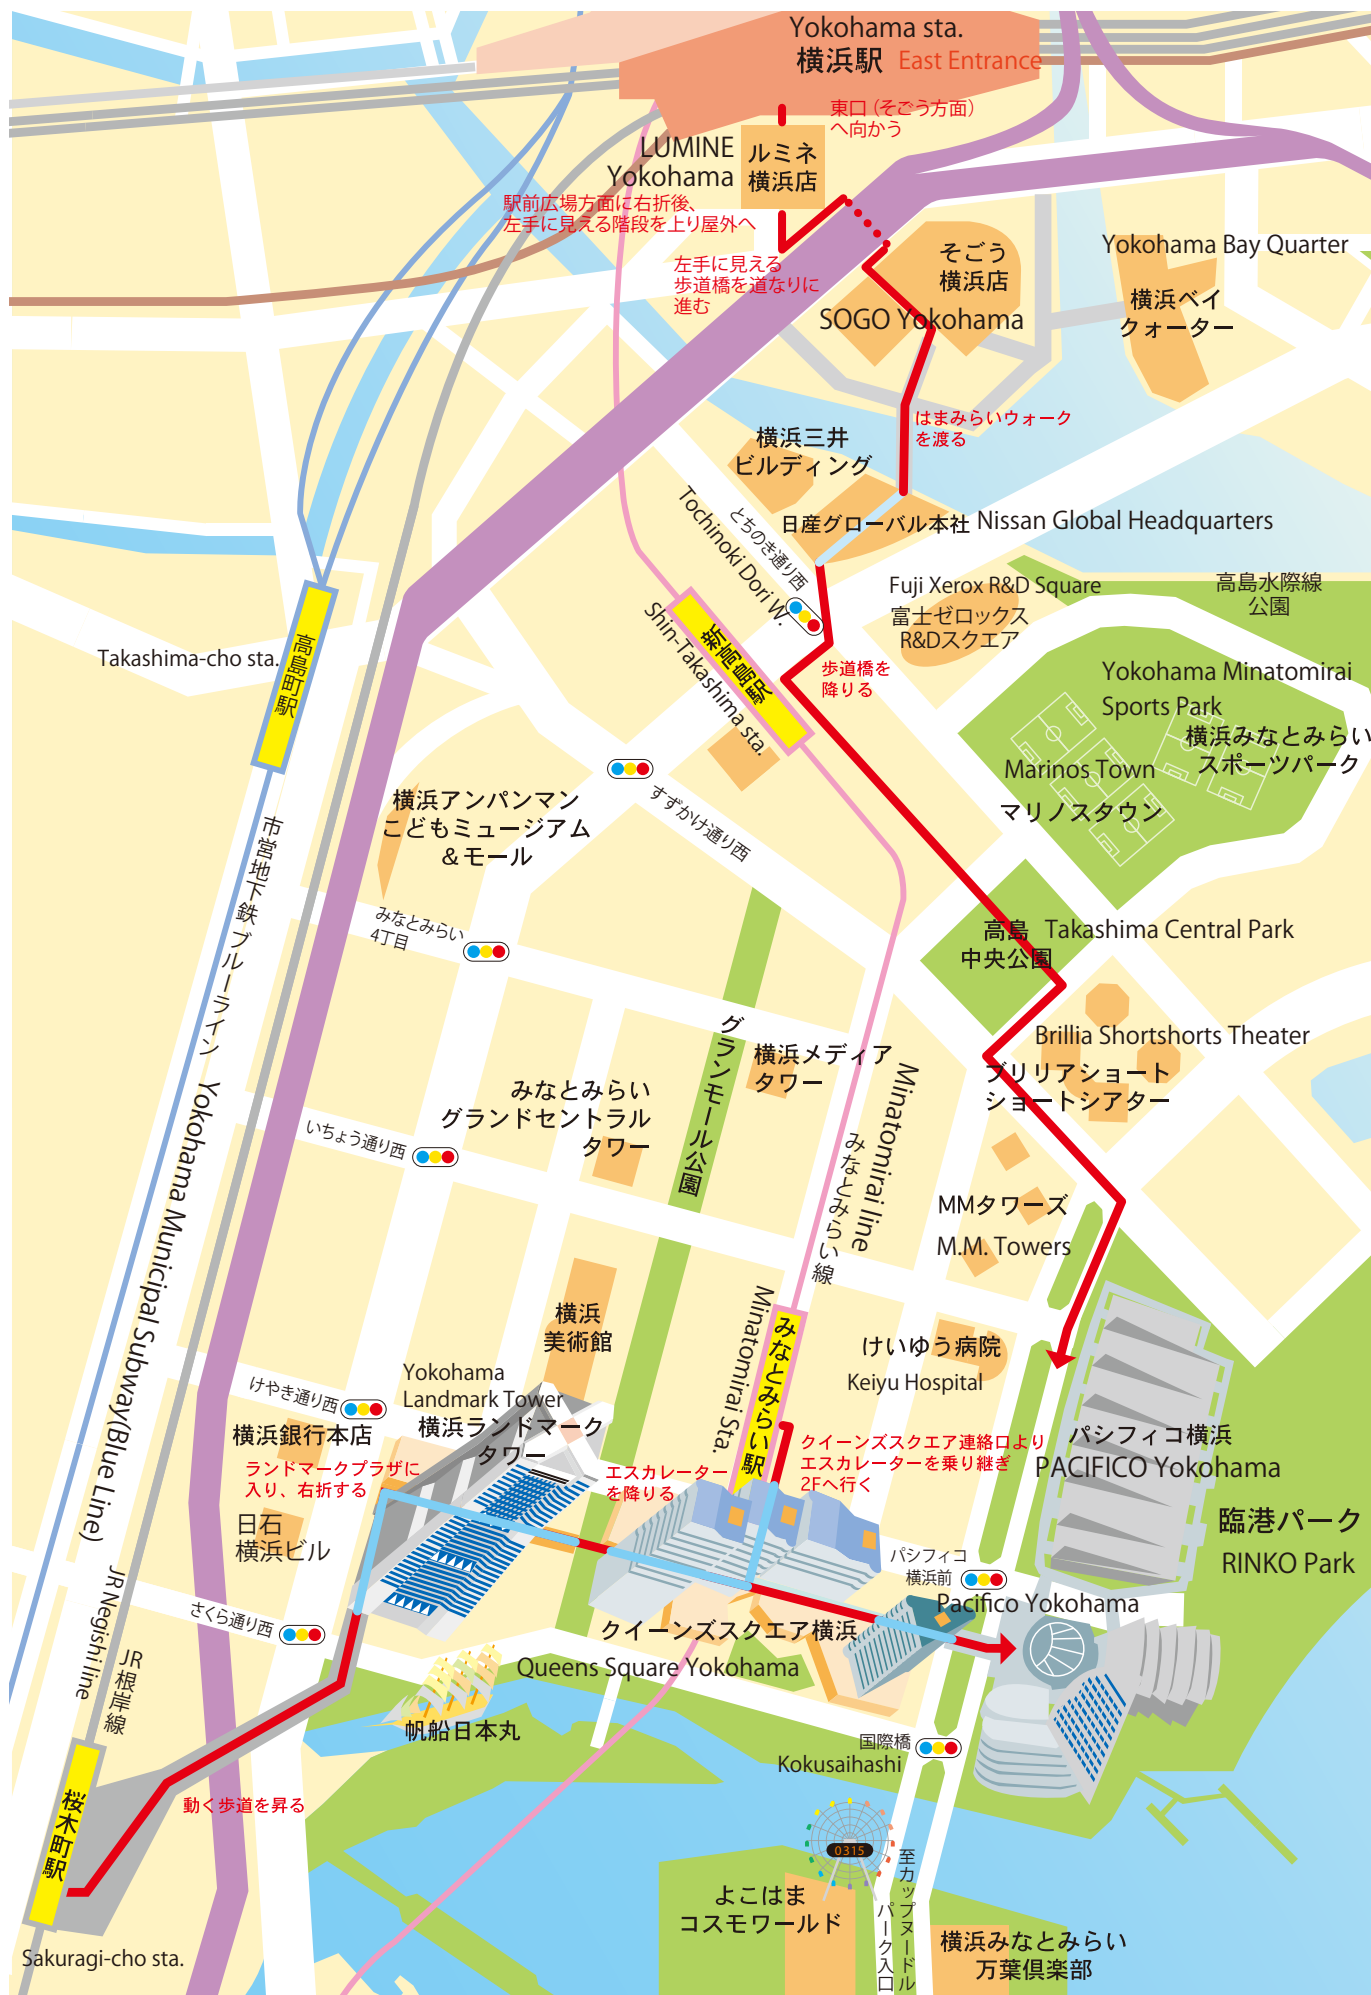 Yokohama sta.
横浜駅 East Entrance
東口（そごう方面）
へ向かう
LUMINE
Yokohama
ルミネ
横浜店
駅前広場方面に右折後、
左手に見える階段を上り屋外へ
左手に見える
歩道橋を道なりに
進む
そごう
横浜店
SOGO Yokohama
Yokohama Bay Quarter
横浜ベイ
クォーター
はまみらいウォーク
を渡る
横浜三井
ビルディング
日産グローバル本社 Nissan Global Headquarters
とちのき通り西
Tochinoki Dori W.
Fuji Xerox R&D Square
富士ゼロックス
R&Dスクエア
高島水際線
公園
新高島駅
Shin-Takashima sta.
歩道橋を
降りる
Takashima-cho sta.
高島町駅
Yokohama Minatomirai
Sports Park
横浜みなとみらい
スポーツパーク
Marinos Town
マリノスタウン
横浜アンパンマン
こどもミュージアム
＆モール
すずかけ通り西
みなとみらい
4丁目
高島
中央公園
Takashima Central Park
市営地下鉄 ブルーライン
Yokohama Municipal Subway(Blue Line)
グランモール公園
横浜メディア
タワー
Brillia Shortshorts Theater
ブリリアショート
ショートシアター
みなとみらい
グランドセントラル
タワー
いちょう通り西
Minatomirai line
みなとみらい線
MMタワーズ
M.M. Towers
横浜
美術館
Minatomirai Sta.
みなとみらい駅
けいゆう病院
Keiyu Hospital
けやき通り西
Yokohama
Landmark Tower
横浜ランドマーク
タワー
横浜銀行本店
ランドマークプラザに
入り、右折する
エスカレーター
を降りる
クイーンズスクエア連絡口より
エスカレーターを乗り継ぎ
2Fへ行く
パシフィコ横浜
PACIFICO Yokohama
臨港パーク
RINKO Park
日石
横浜ビル
パシフィコ
横浜前
Pacifico Yokohama
さくら通り西
クイーンズスクエア横浜
Queens Square Yokohama
JR Negishi line
JR根岸線
帆船日本丸
国際橋
Kokusaihashi
動く歩道を昇る
桜木町駅
Sakuragi-cho sta.
0315
よこはま
コスモワールド
至カップヌードル
パーク入口
横浜みなとみらい
万葉倶楽部